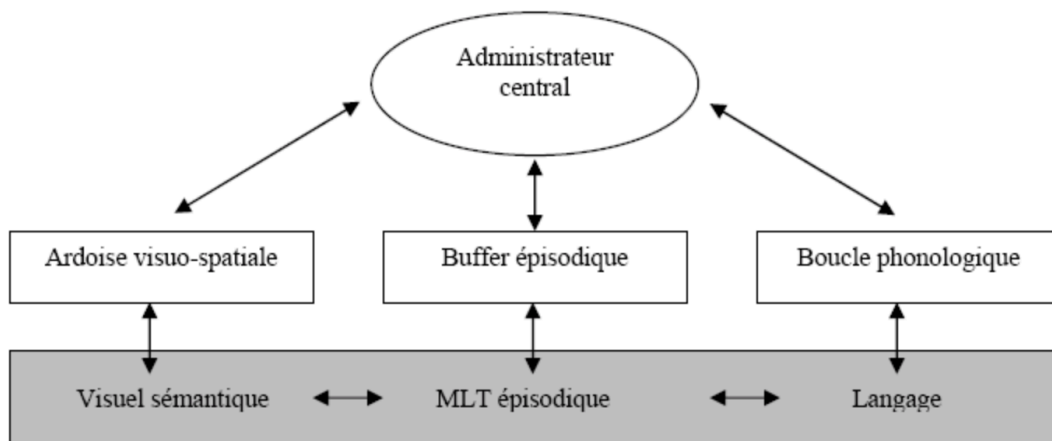 Administrateur
central
Ardoise visuo-spatiale
Buffer épisodique
Boucle phonologique
Visuel sémantique
MLT épisodique
Langage